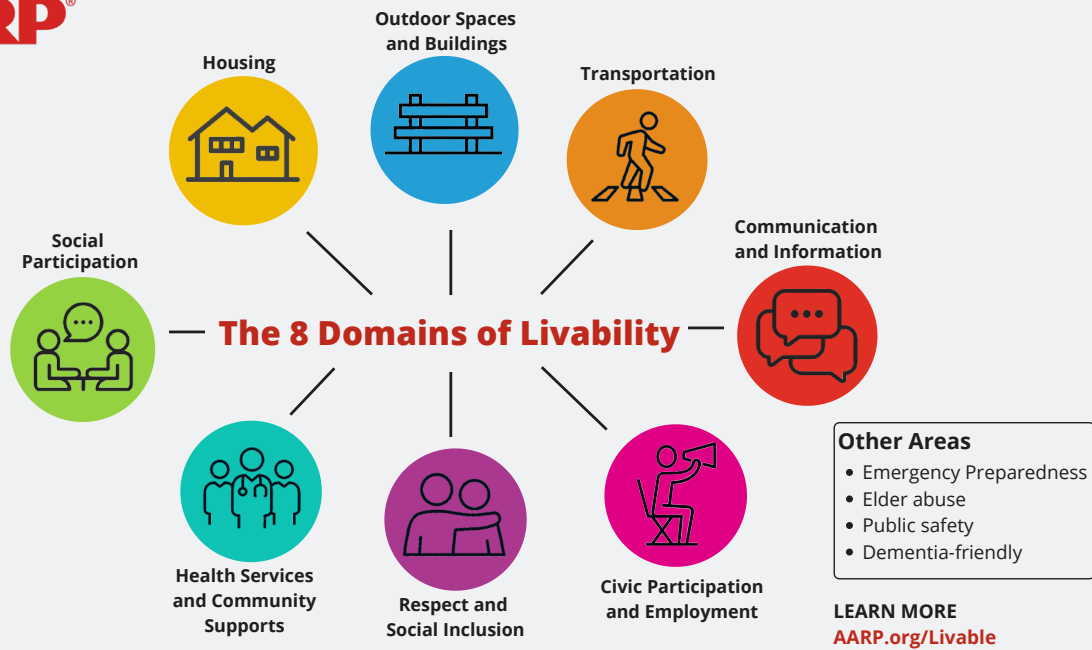 RP®
Outdoor Spaces
and Buildings
Housing
Transportation
Social
Participation
Communication
and Information
The 8 Domains of Livability
Health Services
and Community
Supports
Respect and
Social Inclusion
Civic Participation
and Employment
Other Areas
• Emergency Preparedness
• Elder abuse
• Public safety
• Dementia-friendly
LEARN MORE
AARP.org/Livable